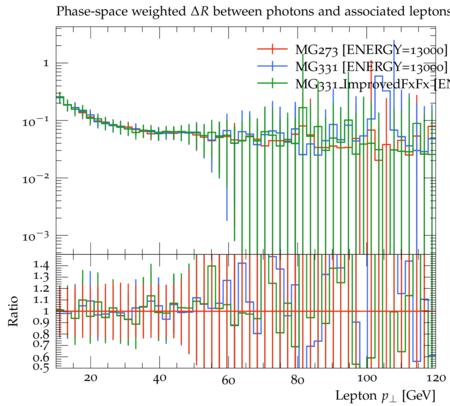 Phase-space weighted ΔR between photons and associated leptons
MG273 [ENERGY=13000]
MG331 [ENERGY=13000]
MG331_ImprovedFxFx [EN
1
10⁻¹
10⁻²
10⁻³
1.4
1.3
1.2
1.1
1
0.9
0.8
0.7
0.6
0.5
Ratio
20 40 60 80 100 120
Lepton p⊥ [GeV]